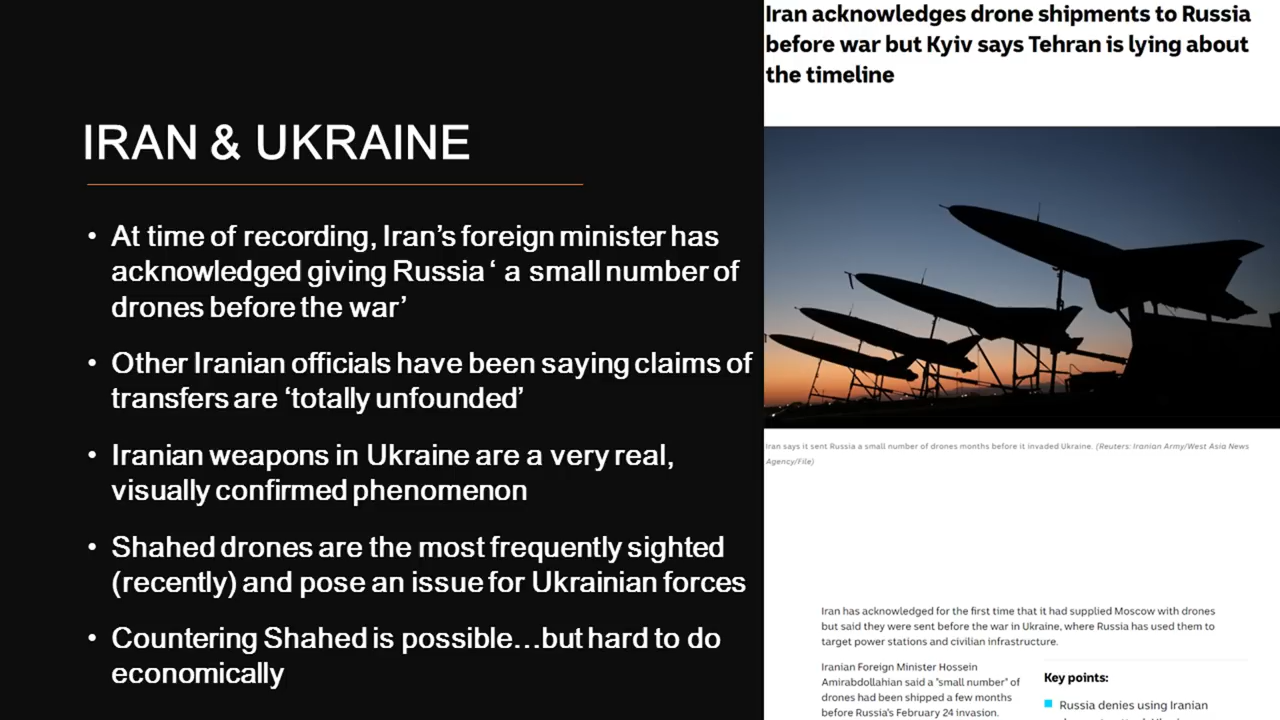 IRAN & UKRAINE
• At time of recording, Iran’s foreign minister has
acknowledged giving Russia ‘ a small number of
drones before the war’
• Other Iranian officials have been saying claims of
transfers are ‘totally unfounded’
• Iranian weapons in Ukraine are a very real,
visually confirmed phenomenon
• Shahed drones are the most frequently sighted
(recently) and pose an issue for Ukrainian forces
• Countering Shahed is possible…but hard to do
economically
Iran acknowledges drone shipments to Russia
before war but Kyiv says Tehran is lying about
the timeline
Iran says it sent Russia a small number of drones months before it invaded Ukraine. (Reuters: Iranian Army/West Asia News
Agency/File)
Iran has acknowledged for the first time that it had supplied Moscow with drones
but said they were sent before the war in Ukraine, where Russia has used them to
target power stations and civilian infrastructure.
Iranian Foreign Minister Hossein
Amirabdollahian said a "small number" of
drones had been shipped a few months
before Russia's February 24 invasion.
Key points:
Russia denies using Iranian